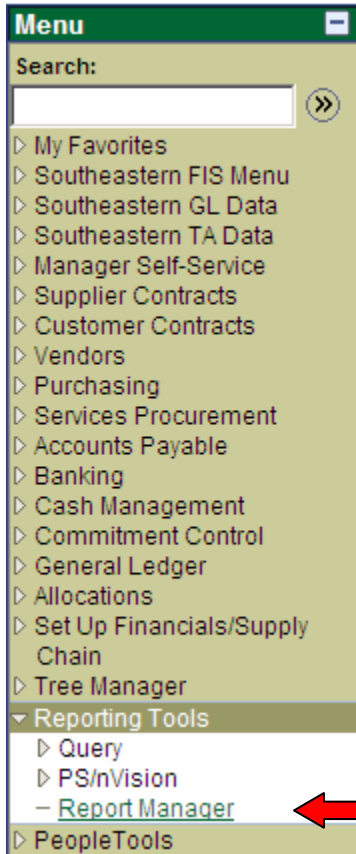 Menu
Search:
My Favorites
Southeastern FIS Menu
Southeastern GL Data
Southeastern TA Data
Manager Self-Service
Supplier Contracts
Customer Contracts
Vendors
Purchasing
Services Procurement
Accounts Payable
Banking
Cash Management
Commitment Control
General Ledger
Allocations
Set Up Financials/Supply
Chain
Tree Manager
Reporting Tools
Query
PS/nVision
Report Manager
PeopleTools